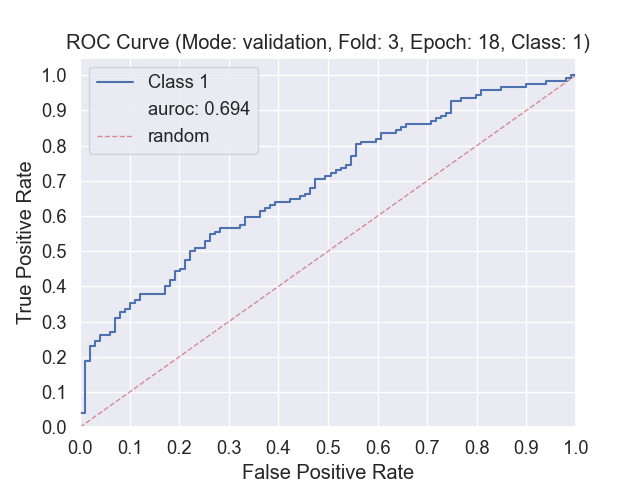 ROC Curve (Mode: validation, Fold: 3, Epoch: 18, Class: 1)
Class 1
auroc: 0.694
random
True Positive Rate
1.0
0.9
0.8
0.7
0.6
0.5
0.4
0.3
0.2
0.1
0.0
0.0 0.1 0.2 0.3 0.4 0.5 0.6 0.7 0.8 0.9 1.0
False Positive Rate